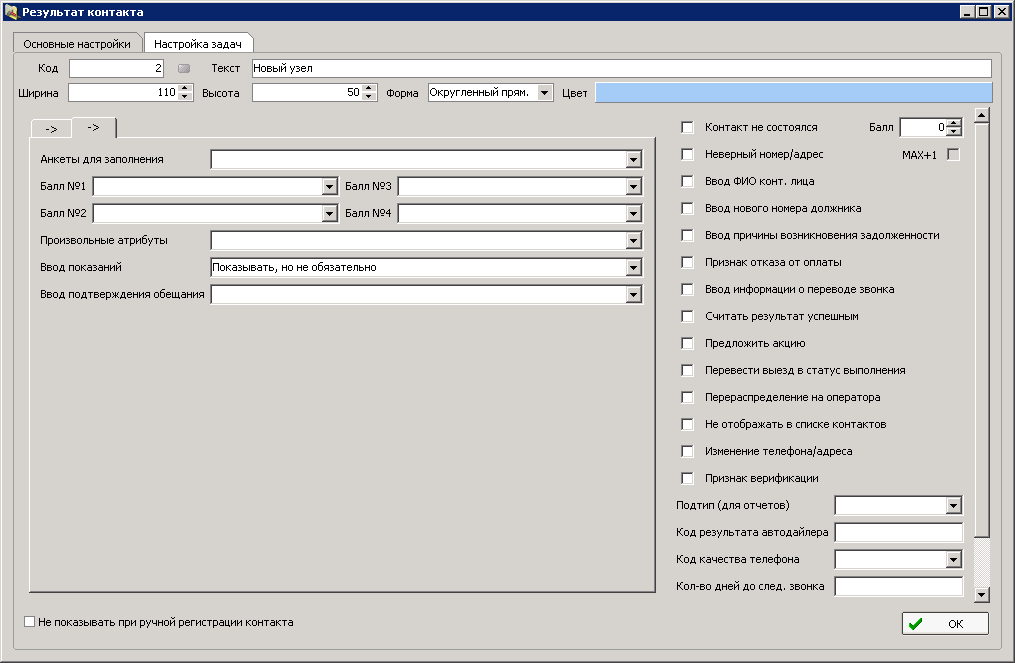 Результат контакта
Основные настройки
Настройка задач
Код 2 Текст Новый узел
Ширина 110 Высота 50 Форма Округленный прям. Цвет
-> ->
Анкеты для заполнения
Балл №1 Балл №3
Балл №2 Балл №4
Произвольные атрибуты
Ввод показаний Показывать, но не обязательно
Ввод подтверждения обещания
Контакт не состоялся Балл 0
Неверный номер/адрес MAX+1
Ввод ФИО конт. лица
Ввод нового номера должника
Ввод причины возникновения задолженности
Признак отказа от оплаты
Ввод информации о переводе звонка
Считать результат успешным
Предложить акцию
Перевести выезд в статус выполнения
Перераспределение на оператора
Не отображать в списке контактов
Изменение телефона/адреса
Признак верификации
Подтип (для отчетов)
Код результата автодайлера
Код качества телефона
Кол-во дней до след. звонка
Не показывать при ручной регистрации контакта
OK